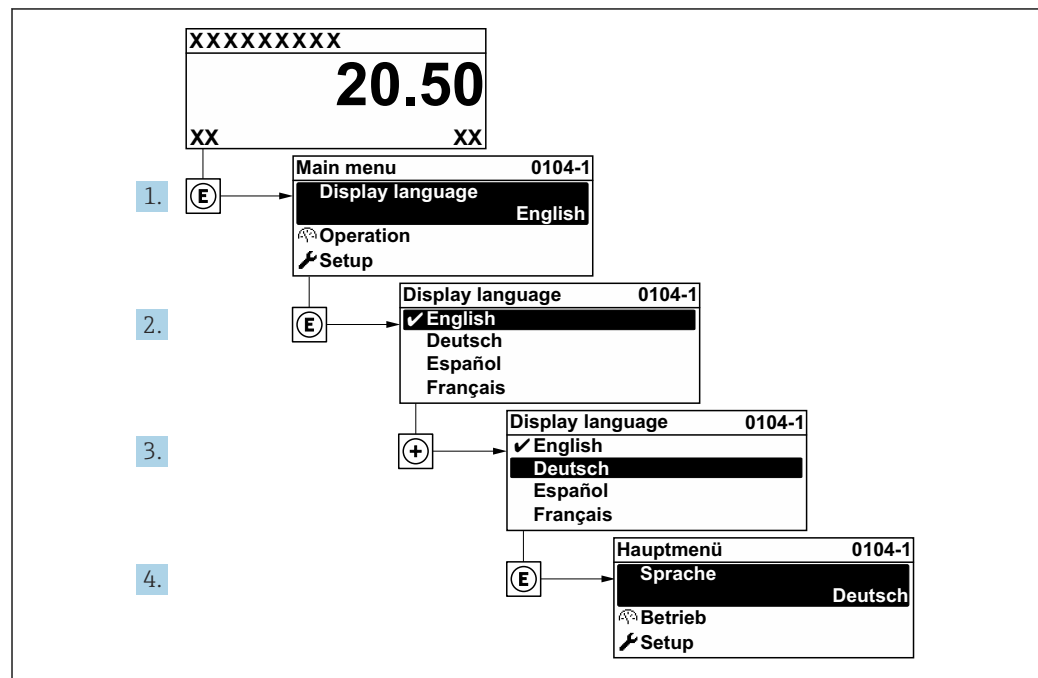 XXXXXXXXX
20.50
XX XX
1. E
Main menu 0104-1
Display language
English
Operation
Setup
2. E
Display language 0104-1
✔English
Deutsch
Español
Français
3. +
Display language 0104-1
✔English
Deutsch
Español
Français
4. E
Hauptmenü 0104-1
Sprache
Deutsch
Betrieb
Setup